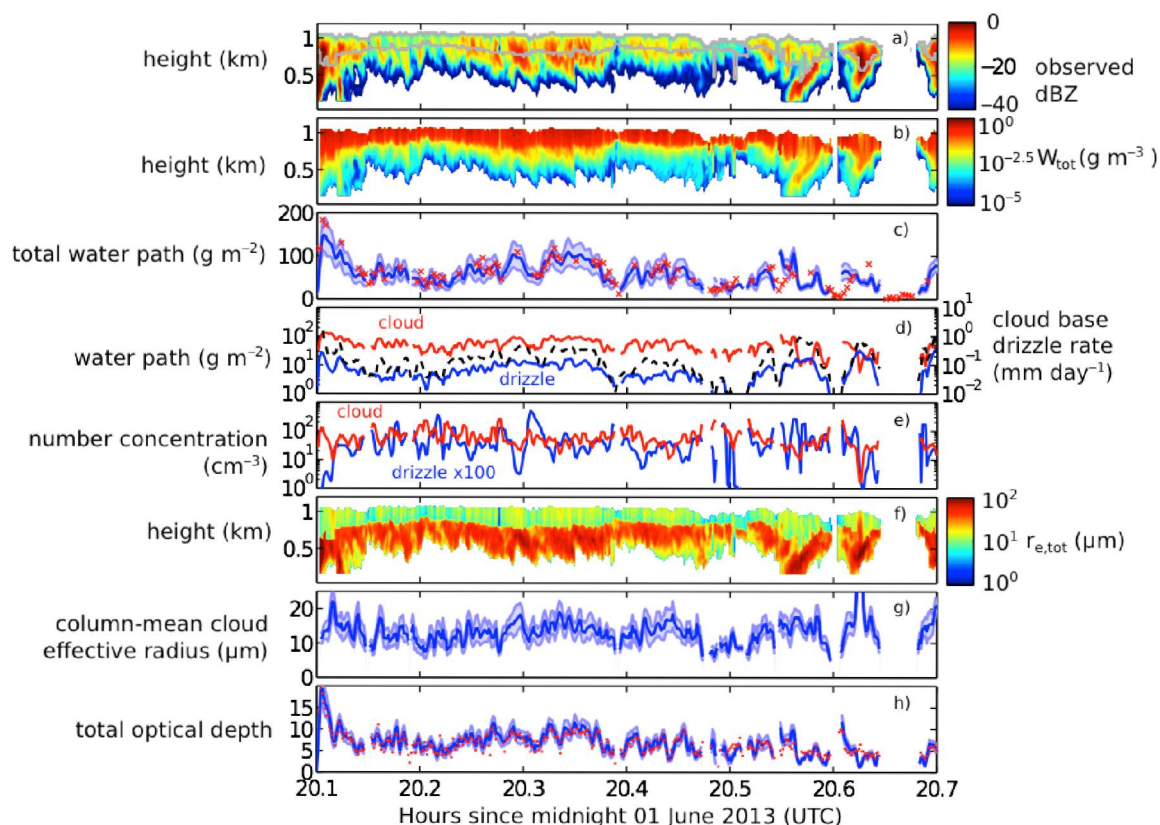 height (km)
1
0.5
a)
0
−20
−40
observed
dBZ
height (km)
1
0.5
b)
10^0
10^−2.5
10^−5
W_tot (g m^−3)
total water path (g m^−2)
200
100
0
c)
water path (g m^−2)
10^2
10^1
10^0
cloud
drizzle
d)
10^1
10^0
10^−1
10^−2
cloud base
drizzle rate
(mm day^−1)
number concentration
(cm^−3)
10^2
10^1
10^0
cloud
drizzle x100
e)
height (km)
1
0.5
f)
10^2
10^1
10^0
r_e,tot (μm)
column-mean cloud
effective radius (μm)
20
10
0
g)
total optical depth
15
10
5
0
h)
20.1 20.2 20.3 20.4 20.5 20.6 20.7
Hours since midnight 01 June 2013 (UTC)